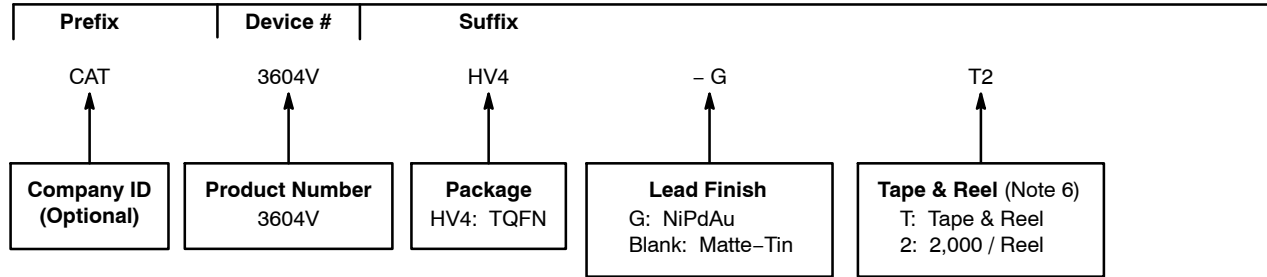 Prefix Device # Suffix
CAT 3604V HV4 – G T2
Company ID
(Optional)
Product Number
3604V
Package
HV4: TQFN
Lead Finish
G: NiPdAu
Blank: Matte−Tin
Tape & Reel (Note 6)
T: Tape & Reel
2: 2,000 / Reel